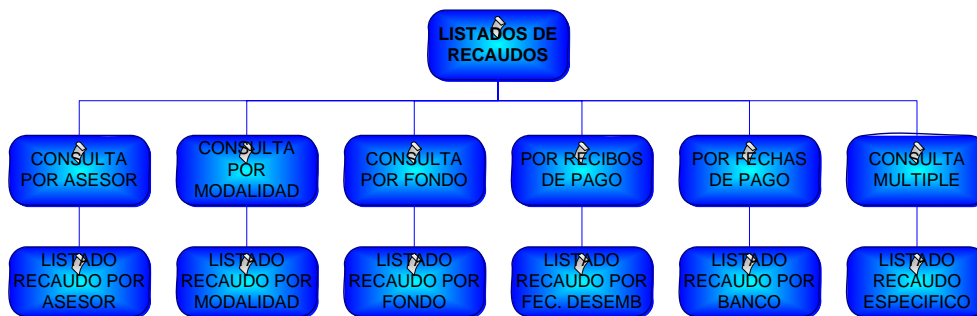 LISTADOS DE
RECAUDOS
CONSULTA
POR ASESOR
CONSULTA
POR
MODALIDAD
CONSULTA
POR FONDO
POR RECIBOS
DE PAGO
POR FECHAS
DE PAGO
CONSULTA
MULTIPLE
LISTADO
RECAUDO POR
ASESOR
LISTADO
RECAUDO POR
MODALIDAD
LISTADO
RECAUDO POR
FONDO
LISTADO
RECAUDO POR
FEC. DESEMB
LISTADO
RECAUDO POR
BANCO
LISTADO
RECAUDO
ESPECIFICO